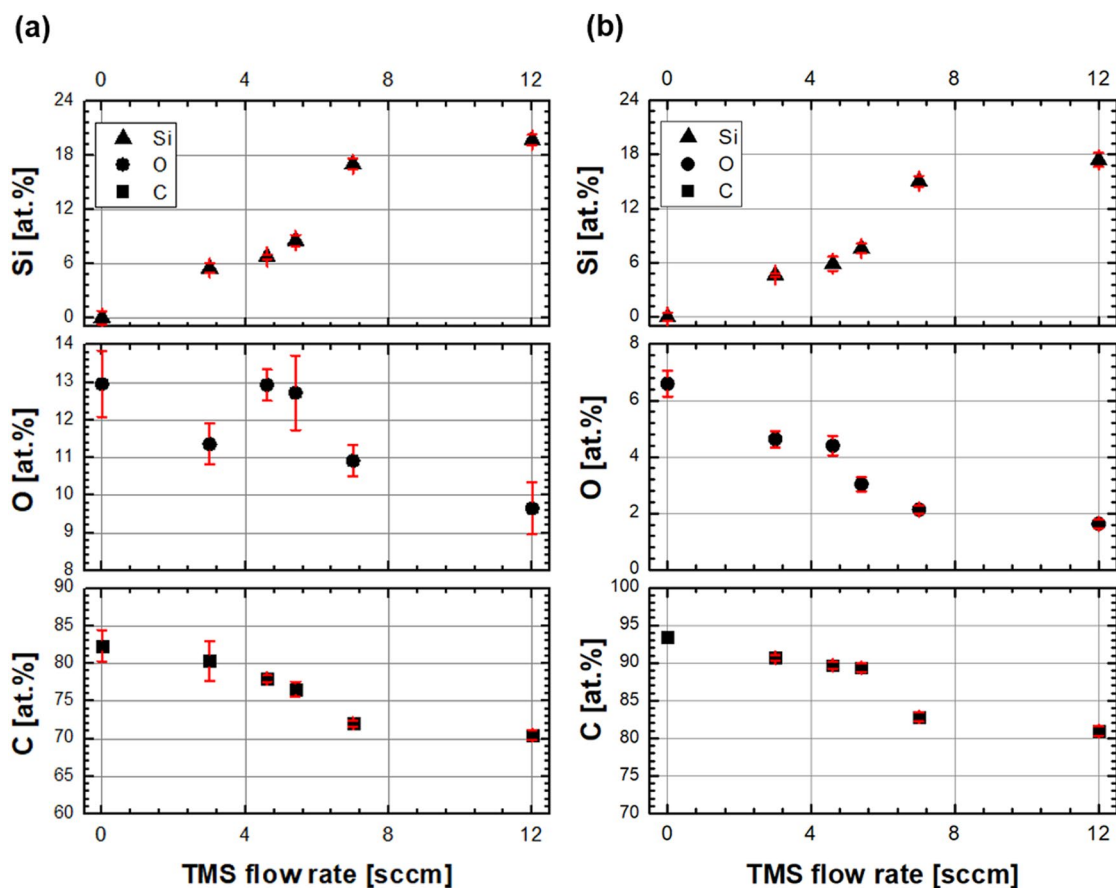 (a)
0 4 8 12
Si
O
C
24
18
12
6
0
Si [at.%]
14
13
12
11
10
9
8
O [at.%]
90
85
80
75
70
65
60
C [at.%]
0 4 8 12
TMS flow rate [sccm]
(b)
0 4 8 12
Si
O
C
24
18
12
6
0
Si [at.%]
8
6
4
2
0
O [at.%]
100
95
90
85
80
75
70
C [at.%]
0 4 8 12
TMS flow rate [sccm]